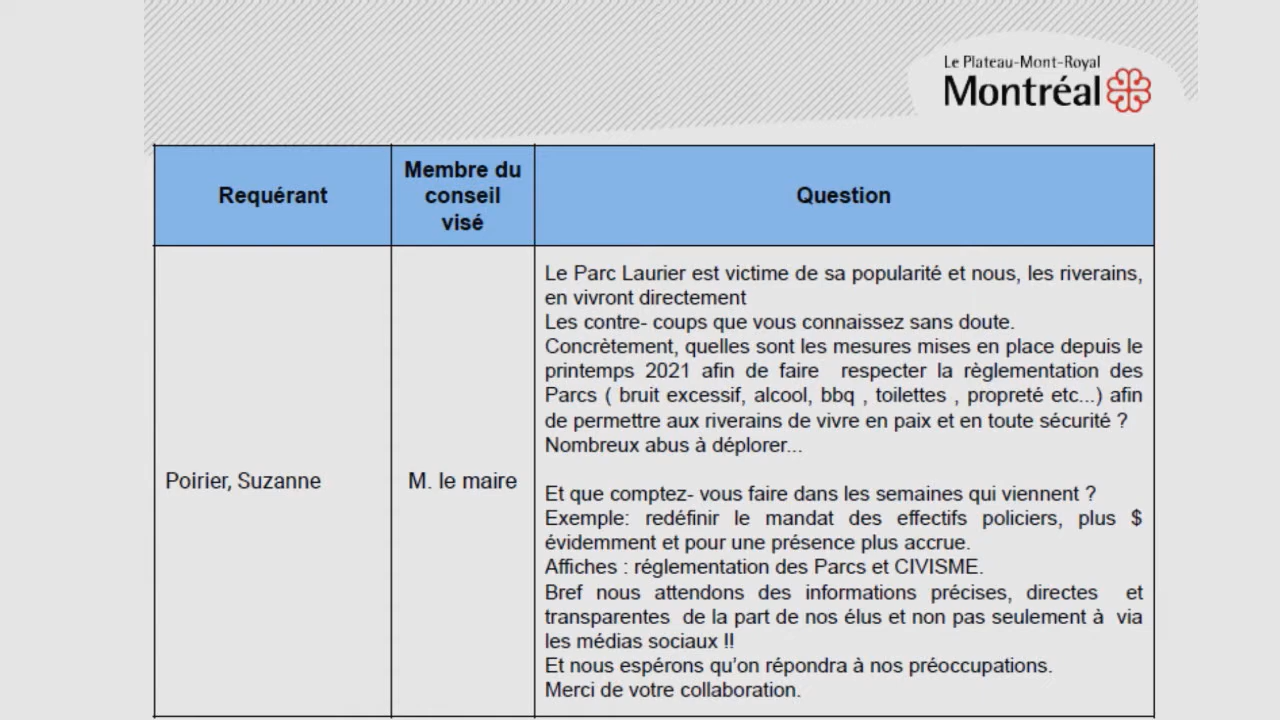 Le Plateau-Mont-Royal
Montréal
Requérant
Membre du
conseil
visé
Question
Poirier, Suzanne
M. le maire
Le Parc Laurier est victime de sa popularité et nous, les riverains,
en vivront directement
Les contre- coups que vous connaissez sans doute.
Concrètement, quelles sont les mesures mises en place depuis le
printemps 2021 afin de faire respecter la règlementation des
Parcs ( bruit excessif, alcool, bbq , toilettes , propreté etc...) afin
de permettre aux riverains de vivre en paix et en toute sécurité ?
Nombreux abus à déplorer...
Et que comptez- vous faire dans les semaines qui viennent ?
Exemple: redéfinir le mandat des effectifs policiers, plus $
évidemment et pour une présence plus accrue.
Affiches : réglementation des Parcs et CIVISME.
Bref nous attendons des informations précises, directes et
transparentes de la part de nos élus et non pas seulement à via
les médias sociaux !!
Et nous espérons qu'on répondra à nos préoccupations.
Merci de votre collaboration.